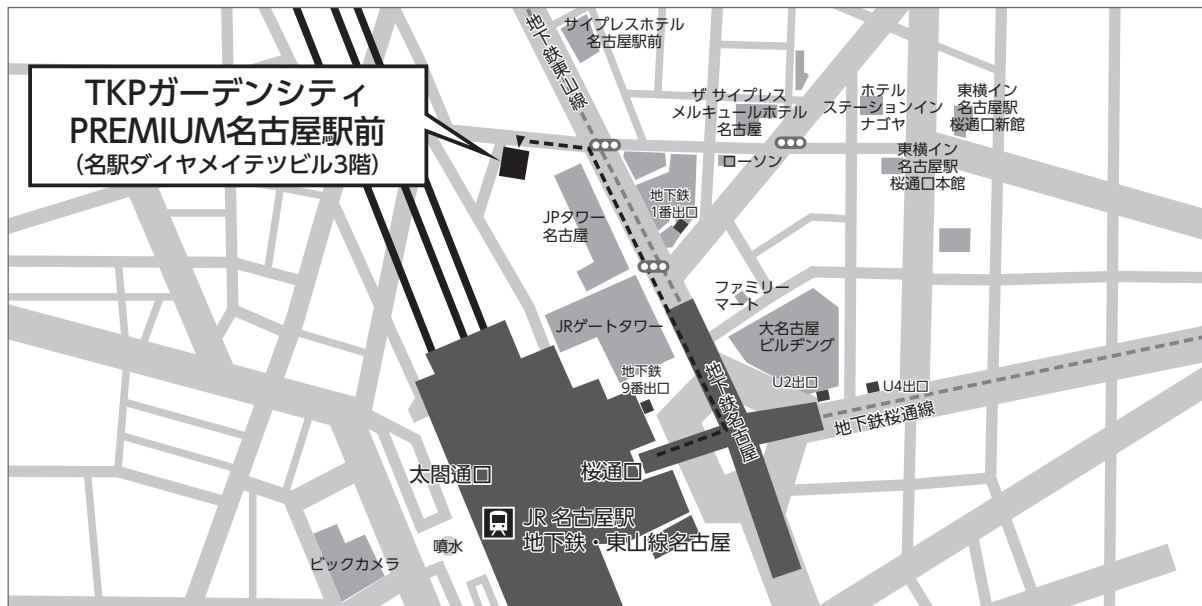 サイプレスホテル
名古屋駅前
地下鉄東山線
TKPガーデンシティ
PREMIUM名古屋駅前
(名駅ダイヤメイテツビル3階)
ザ サイプレス
メルキュールホテル
名古屋
ホテル
ステーションイン
ナゴヤ
東横イン
名古屋駅
桜通口新館
ローソン
東横イン
名古屋駅
桜通口本館
地下鉄
1番出口
JPタワー
名古屋
ファミリー
マート
JRゲートタワー
大名古屋
ビルヂング
地下鉄
9番出口
地下鉄名古屋
U2出口
U4出口
地下鉄桜通線
太閤通口
桜通口
JR 名古屋駅
地下鉄・東山線名古屋
噴水
ビックカメラ